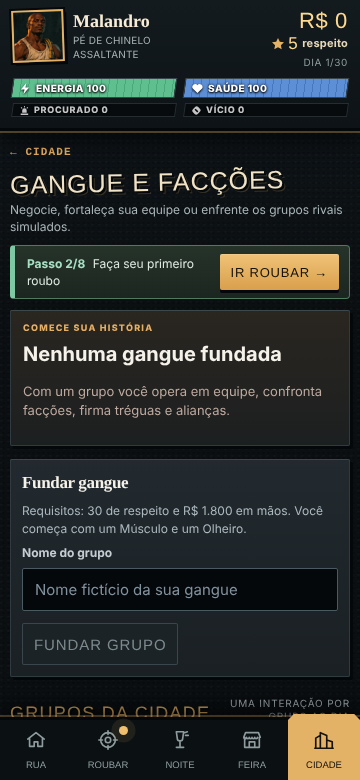 Malandro
PÉ DE CHINELO
ASSALTANTE
R$ 0
5 respeito
DIA 1/30
ENERGIA 100
SAÚDE 100
PROCURADO 0
VÍCIO 0
← CIDADE
GANGUE E FACÇÕES
Negocie, fortaleça sua equipe ou enfrente os grupos rivais
simulados.
Passo 2/8 Faça seu primeiro
roubo
IR ROUBAR →
COMECE SUA HISTÓRIA
Nenhuma gangue fundada
Com um grupo você opera em equipe, confronta
facções, firma tréguas e alianças.
Fundar gangue
Requisitos: 30 de respeito e R$ 1.800 em mãos. Você
começa com um Músculo e um Olheiro.
Nome do grupo
Nome fictício da sua gangue
FUNDAR GRUPO
GRUPOS DA CIDADE
UMA INTERAÇÃO POR
RUA
ROUBAR
NOITE
FEIRA
CIDADE